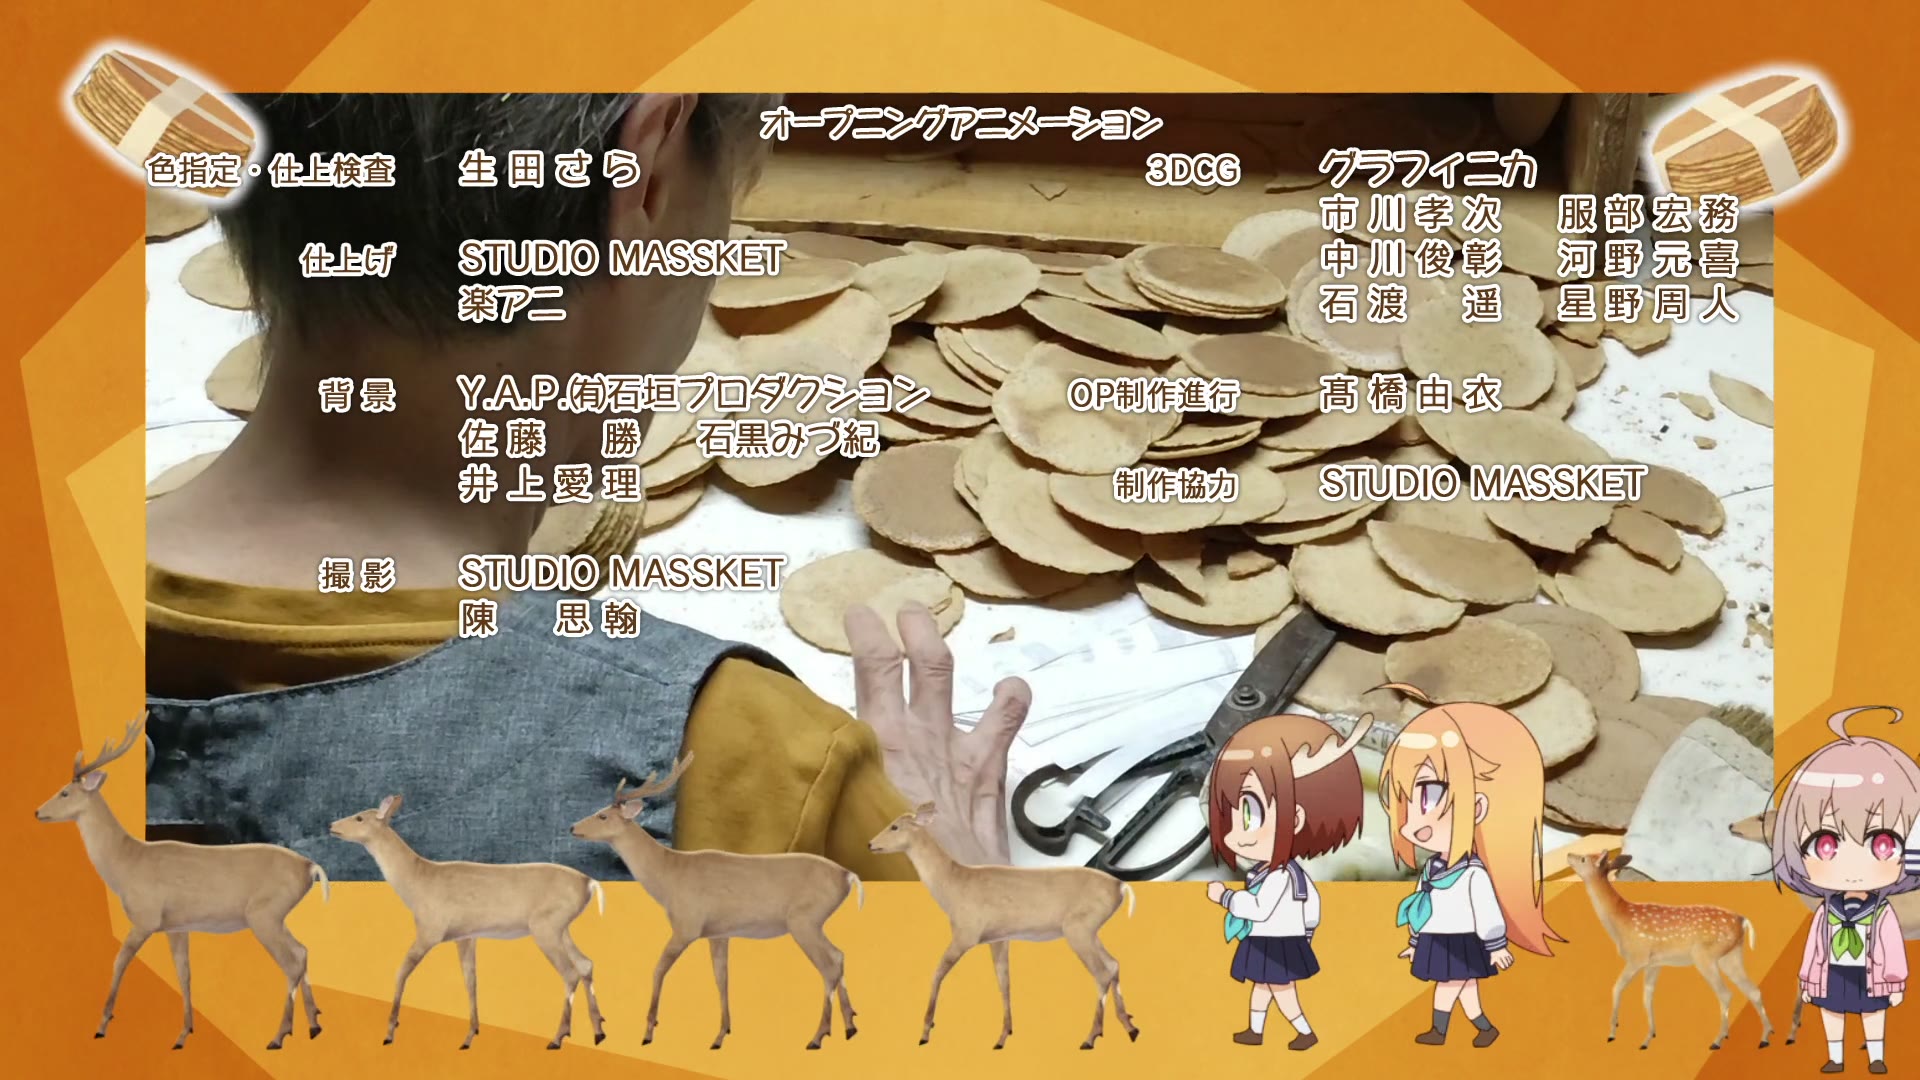 オープニングアニメーション
色指定・仕上検査　生田さら
仕上げ　STUDIO MASSKET
楽アニ
背景　Y.A.P.㈲石垣プロダクション
佐藤　勝　石黒みづ紀
井上愛理
撮影　STUDIO MASSKET
陳　思翰
3DCG　グラフィニカ
市川孝次　服部宏務
中川俊彰　河野元喜
石渡　遥　星野周人
OP制作進行　髙橋由衣
制作協力　STUDIO MASSKET